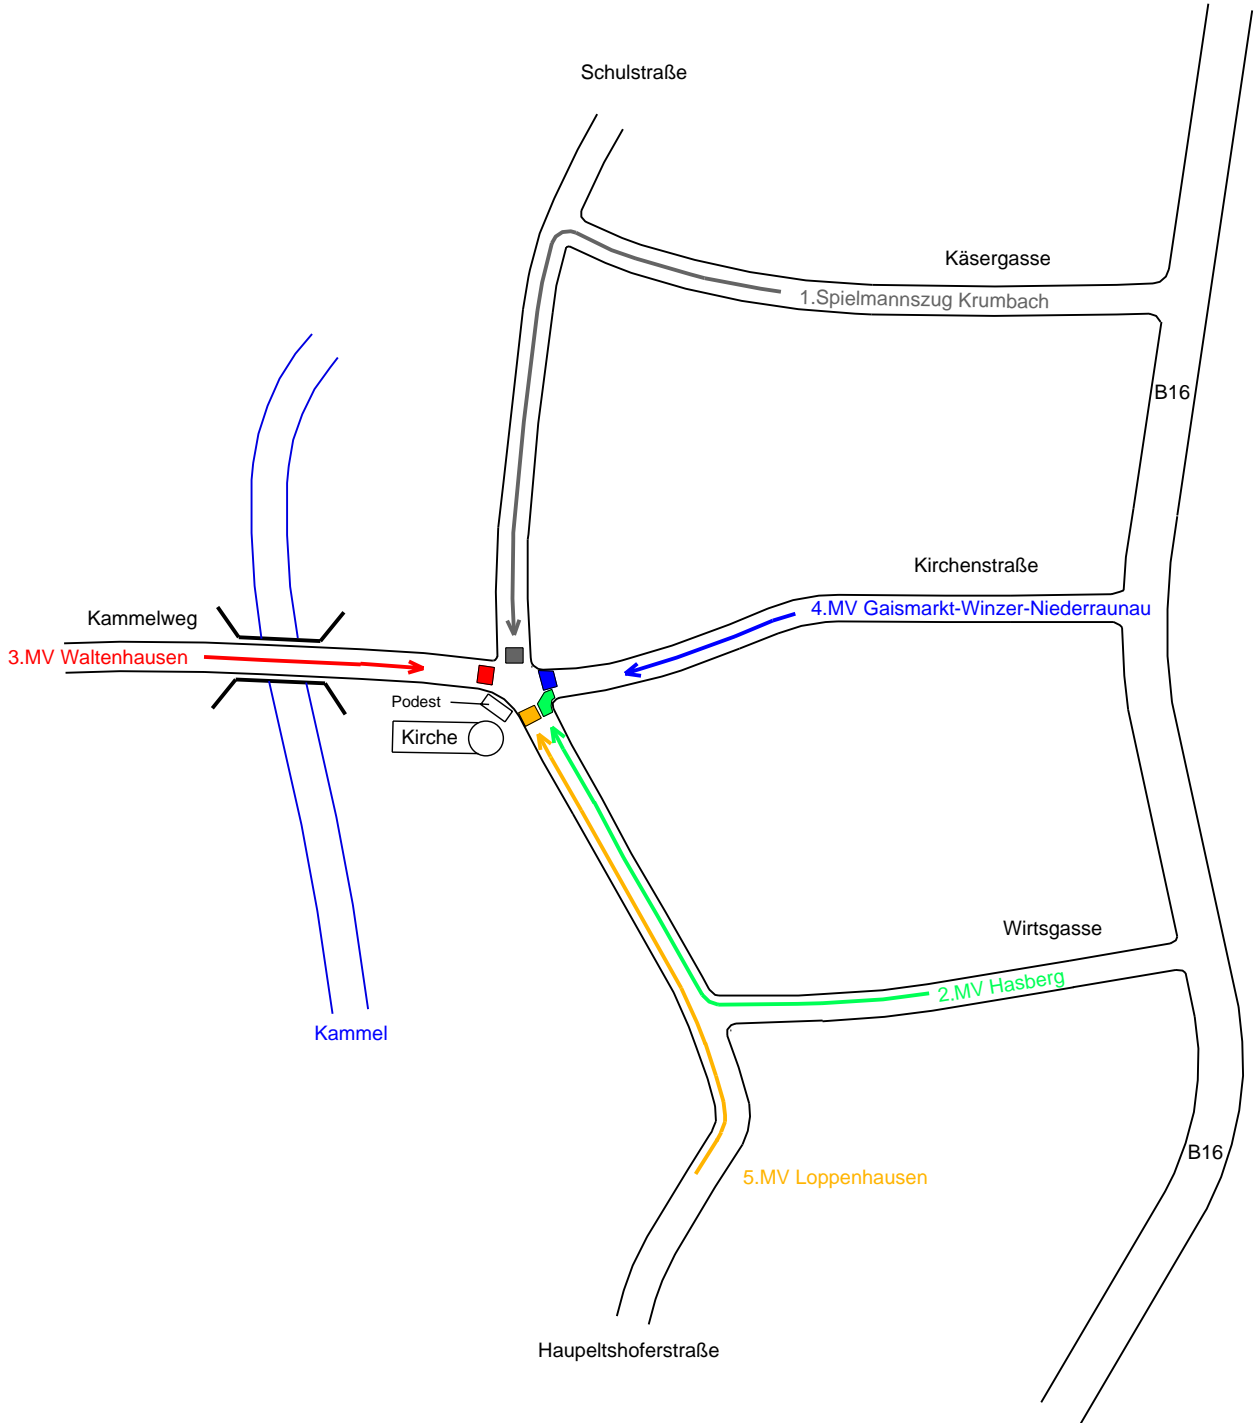 Schulstraße
Käsergasse
1.Spielmannszug Krumbach
B16
Kirchenstraße
4.MV Gaismarkt-Winzer-Niederraunau
Kammelweg
3.MV Waltenhausen
Podest
Kirche
Wirtsgasse
2.MV Hasberg
Kammel
B16
5.MV Loppenhausen
Haupeltshoferstraße